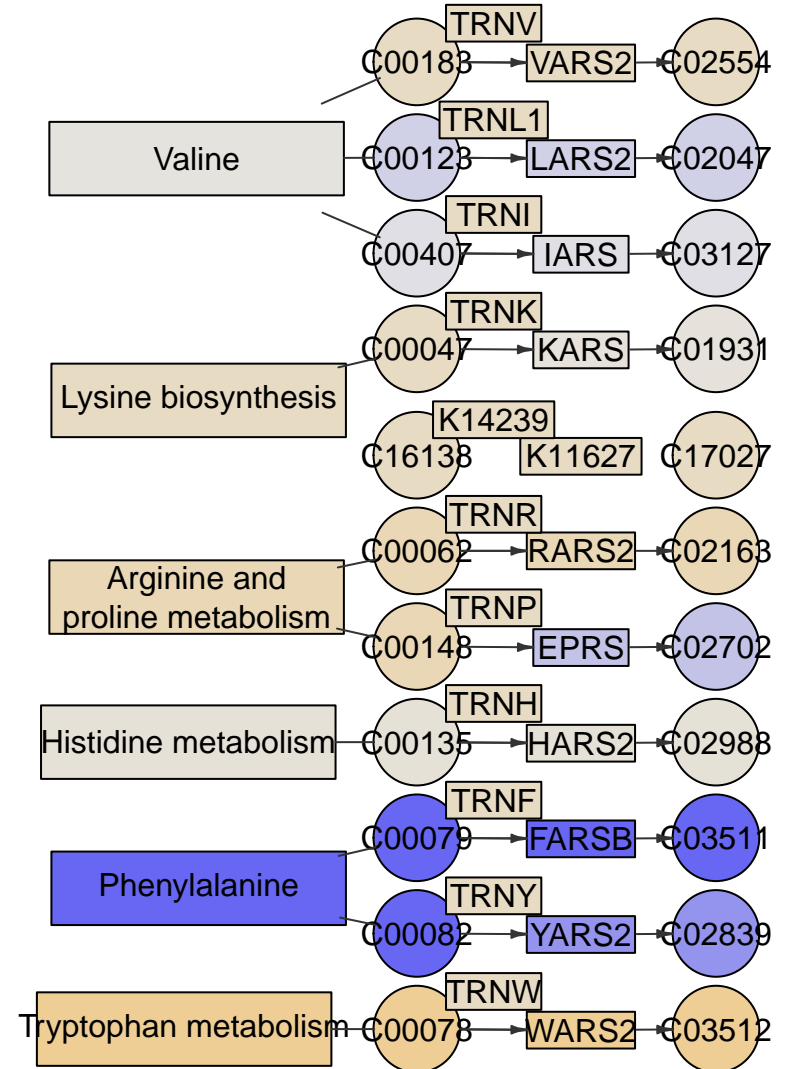 TRNV
C00183 VARS2 C02554
TRNL1
Valine C00123 LARS2 C02047
TRNI
C00407 IARS C03127
TRNK
C00047 KARS C01931
Lysine biosynthesis
K14239
C16138 K11627 C17027
TRNR
C00062 RARS2 C02163
Arginine and
proline metabolism
TRNP
C00148 EPRS C02702
TRNH
Histidine metabolism C00135 HARS2 C02988
TRNF
C00079 FARSB C03511
Phenylalanine
TRNY
C00082 YARS2 C02839
TRNW
Tryptophan metabolism C00078 WARS2 C03512